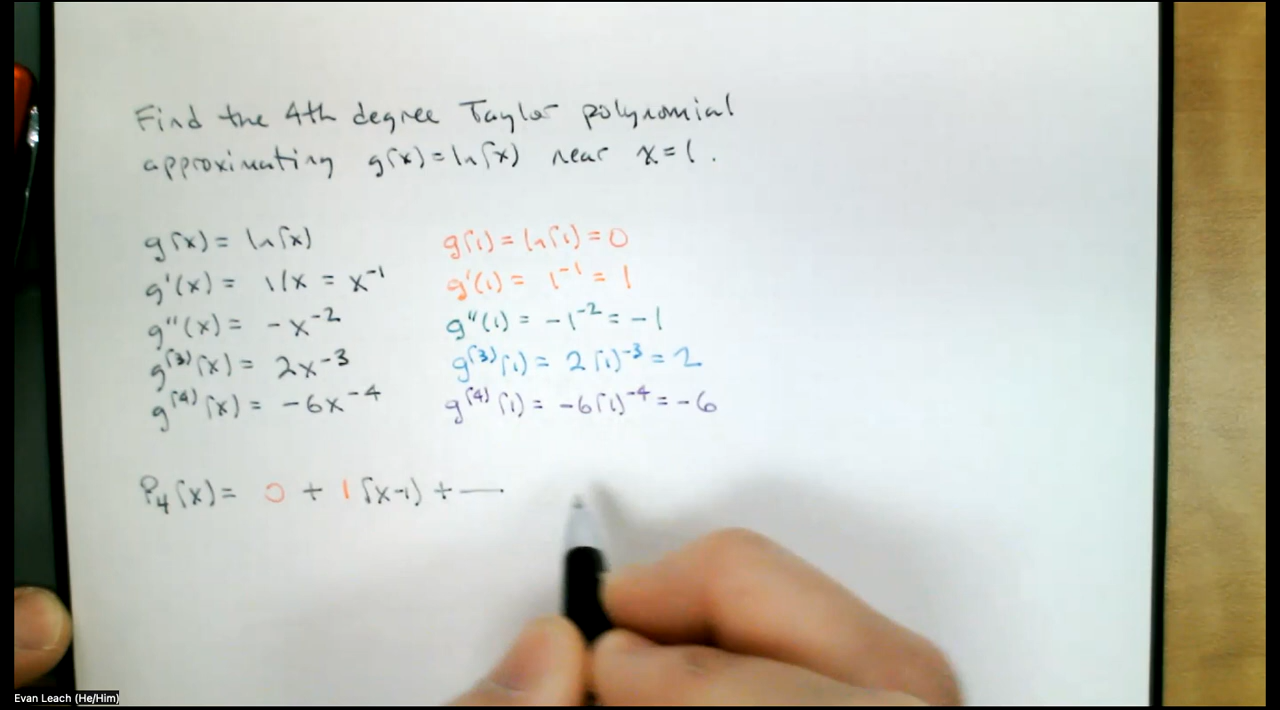 Find the 4th degree Taylor polynomial
approximating g(x)=ln(x) near x=1.
g(x)= ln(x) g(1)=ln(1)=0
g'(x)= 1/x = x⁻¹ g'(1)= 1⁻¹ = 1
g''(x)= -x⁻² g''(1)= -1⁻² = -1
g⁽³⁾(x)= 2x⁻³ g⁽³⁾(1)= 2(1)⁻³ = 2
g⁽⁴⁾(x)= -6x⁻⁴ g⁽⁴⁾(1)= -6(1)⁻⁴ = -6
P₄(x)= 0 + 1(x-1) + —
Evan Leach (He/Him)